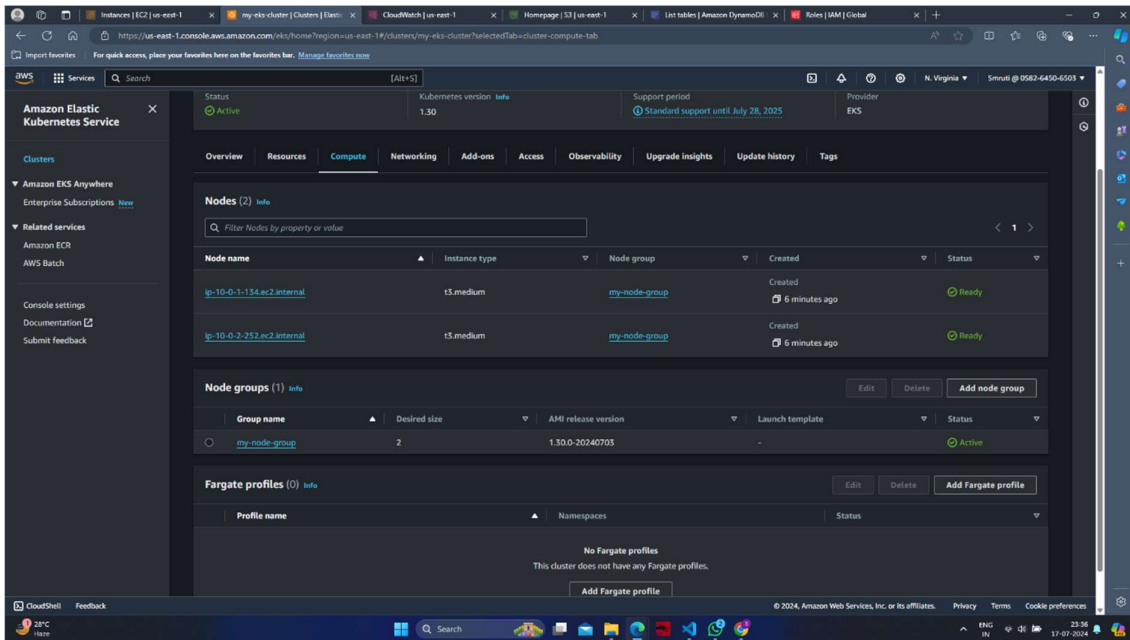 Instances | EC2 | us-east-1
my-eks-cluster | Clusters | Elastic
CloudWatch | us-east-1
Homepage | S3 | us-east-1
List tables | Amazon DynamoDB
Roles | IAM | Global
https://us-east-1.console.aws.amazon.com/eks/home?region=us-east-1#/clusters/my-eks-cluster?selectedTab=cluster-compute-tab
Import favorites For quick access, place your favorites here on the favorites bar. Manage favorites now
aws Services Search [Alt+S] N. Virginia Smruti @ 0582-6450-6503
Amazon Elastic
Kubernetes Service
Clusters
Amazon EKS Anywhere
Enterprise Subscriptions New
Related services
Amazon ECR
AWS Batch
Console settings
Documentation
Submit feedback
Status Kubernetes version Info Support period Provider
Active 1.30 Standard support until July 28, 2025 EKS
Overview Resources Compute Networking Add-ons Access Observability Upgrade insights Update history Tags
Nodes (2) Info
Filter Nodes by property or value 1
Node name Instance type Node group Created Status
Created
ip-10-0-1-134.ec2.internal t3.medium my-node-group 6 minutes ago Ready
Created
ip-10-0-2-252.ec2.internal t3.medium my-node-group 6 minutes ago Ready
Node groups (1) Info Edit Delete Add node group
Group name Desired size AMI release version Launch template Status
my-node-group 2 1.30.0-20240703 - Active
Fargate profiles (0) Info Edit Delete Add Fargate profile
Profile name Namespaces Status
No Fargate profiles
This cluster does not have any Fargate profiles.
Add Fargate profile
CloudShell Feedback © 2024, Amazon Web Services, Inc. or its affiliates. Privacy Terms Cookie preferences
28°C
Haze
Search
ENG
IN
23:36
17-07-2024